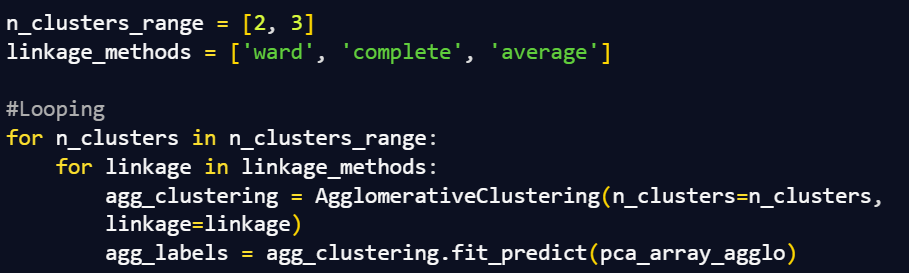 n_clusters_range = [2, 3]
linkage_methods = ['ward', 'complete', 'average']
#Looping
for n_clusters in n_clusters_range:
    for linkage in linkage_methods:
        agg_clustering = AgglomerativeClustering(n_clusters=n_clusters,
        linkage=linkage)
        agg_labels = agg_clustering.fit_predict(pca_array_agglo)